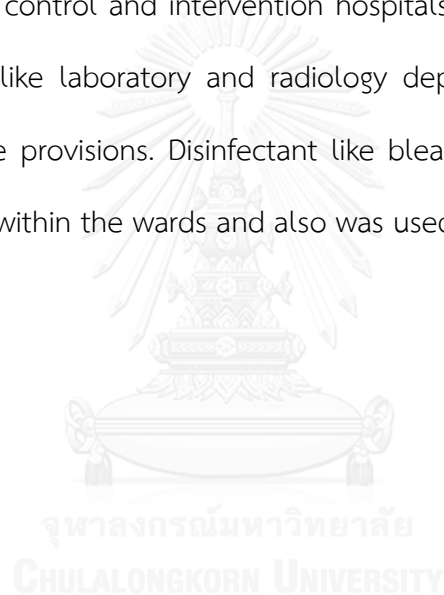 control and intervention hospitals
like laboratory and radiology dep
e provisions. Disinfectant like blea
within the wards and also was used
จุฬาลงกรณ์มหาวิทยาลัย
CHULALONGKORN UNIVERSITY